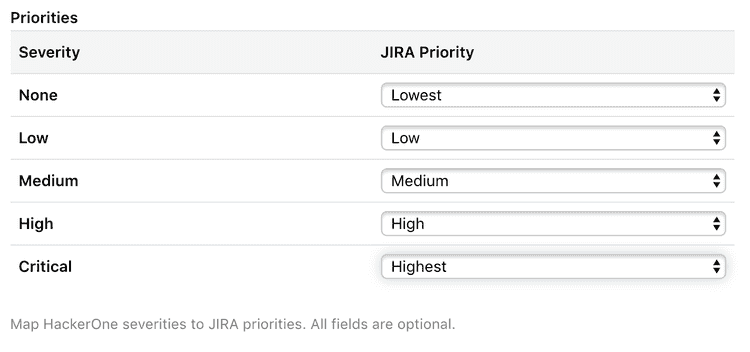 Priorities
Severity JIRA Priority
None Lowest
Low Low
Medium Medium
High High
Critical Highest
Map HackerOne severities to JIRA priorities. All fields are optional.